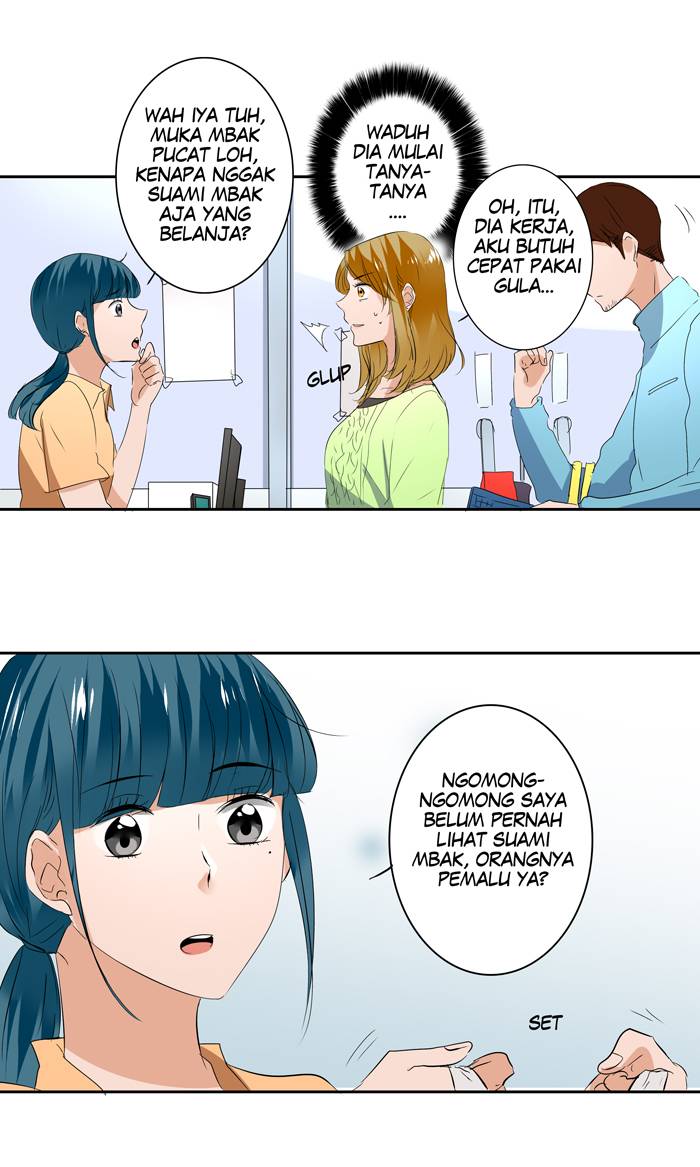 WAH IYA TUH,
MUKA MBAK
PUCAT LOH,
KENAPA NGGAK
SUAMI MBAK
AJA YANG
BELANJA?
WADUH
DIA MULAI
TANYA-
TANYA
....
OH, ITU,
DIA KERJA,
AKU BUTUH
CEPAT PAKAI
GULA...
GLUP
NGOMONG-
NGOMONG SAYA
BELUM PERNAH
LIHAT SUAMI
MBAK, ORANGNYA
PEMALU YA?
SET